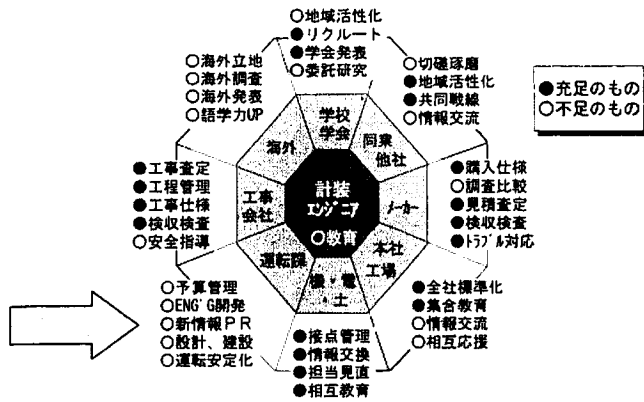 ○地域活性化
●リクルート
●学会発表
○委託研究
○海外立地
○海外調査
○海外発表
○語学力UP
○切磋琢磨
●地域活性化
●共同戦線
○情報交流
●充足のもの
○不足のもの
学校
学会
海外
同業
他社
●工事査定
●工程管理
●工事仕様
●検収検査
○安全指導
工事
会社
計装
エンジニア
○教育
メーカー
●購入仕様
○調査比較
●見積査定
●検収検査
●トラブル対応
運転課
機・電
・土
本社
工場
○予算管理
○ENG'G開発
○新情報PR
○設計、建設
○運転安定化
●接点管理
●情報交換
●担当見直
●相互教育
●全社標準化
●集合教育
○情報交流
○相互応援